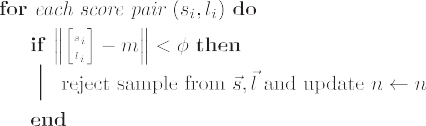 for each score pair (s_i, l_i) do
if ‖[s_i l_i] − m‖ < ϕ then
reject sample from s⃗, l⃗ and update n ← n
end